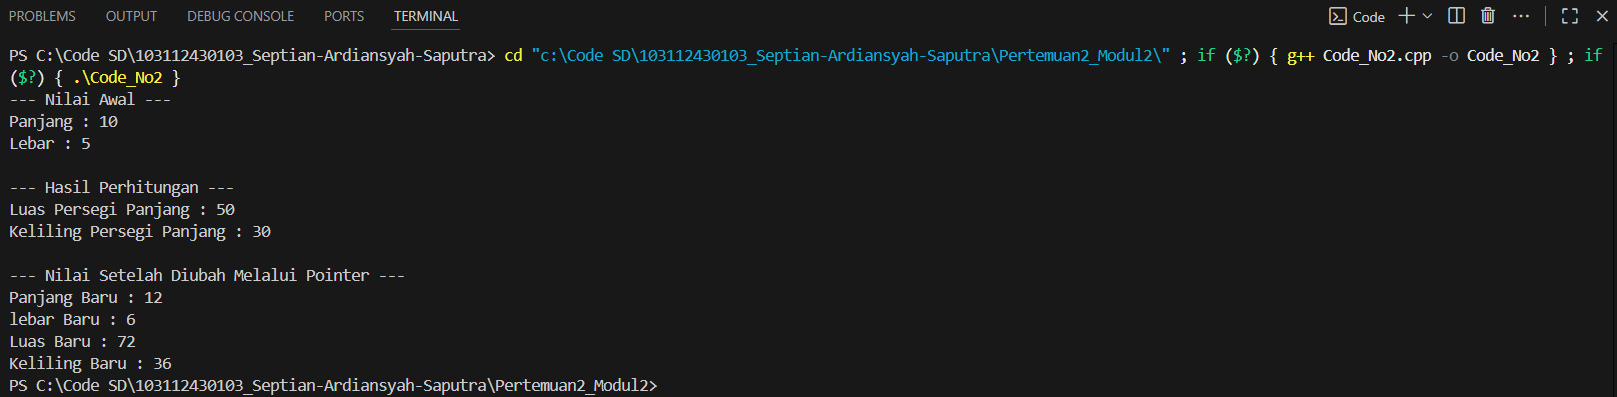 PROBLEMS OUTPUT DEBUG CONSOLE PORTS TERMINAL Code
PS C:\Code SD\103112430103_Septian-Ardiansyah-Saputra> cd "c:\Code SD\103112430103_Septian-Ardiansyah-Saputra\Pertemuan2_Modul2\" ; if ($?) { g++ Code_No2.cpp -o Code_No2 } ; if
($?) { .\Code_No2 }
--- Nilai Awal ---
Panjang : 10
Lebar : 5
--- Hasil Perhitungan ---
Luas Persegi Panjang : 50
Keliling Persegi Panjang : 30
--- Nilai Setelah Diubah Melalui Pointer ---
Panjang Baru : 12
lebar Baru : 6
Luas Baru : 72
Keliling Baru : 36
PS C:\Code SD\103112430103_Septian-Ardiansyah-Saputra\Pertemuan2_Modul2>